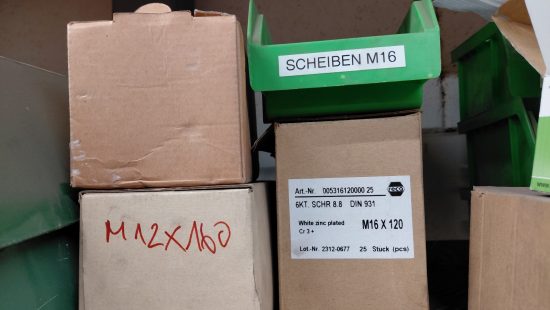 SCHEIBEN M16
M12X160
Art.-Nr. 005316120000 25
reca
6KT. SCHR 8.8 DIN 931
White zinc plated
Cr 3+
M16 X 120
Lot-Nr. 2312-0677 25 Stuck (pcs)